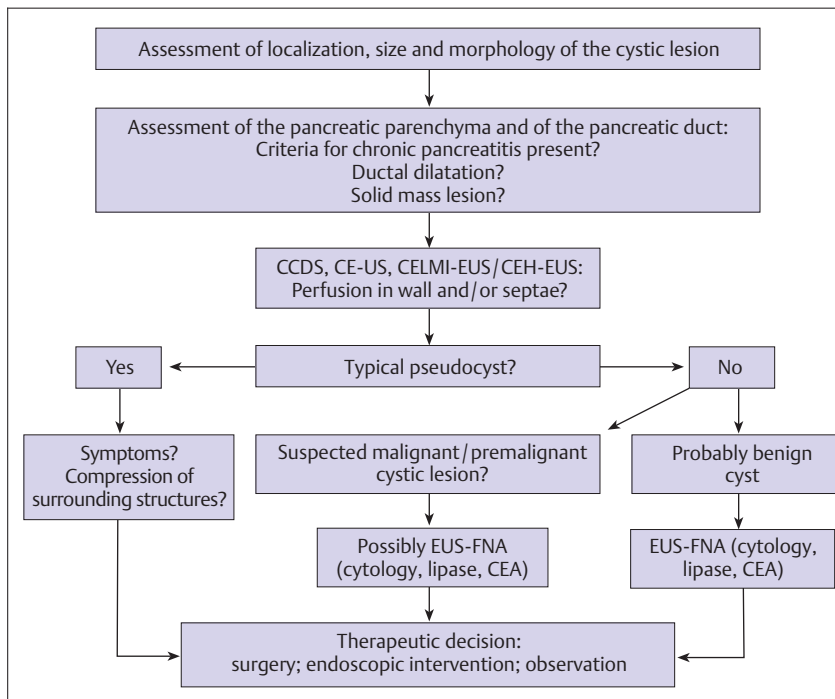 Assessment of localization, size and morphology of the cystic lesion
Assessment of the pancreatic parenchyma and of the pancreatic duct:
Criteria for chronic pancreatitis present?
Ductal dilatation?
Solid mass lesion?
CCDS, CE-US, CELMI-EUS/CEH-EUS:
Perfusion in wall and/or septae?
Yes
Typical pseudocyst?
No
Symptoms?
Compression of
surrounding structures?
Suspected malignant/premalignant
cystic lesion?
Probably benign
cyst
Possibly EUS-FNA
(cytology, lipase, CEA)
EUS-FNA (cytology,
lipase, CEA)
Therapeutic decision:
surgery; endoscopic intervention; observation